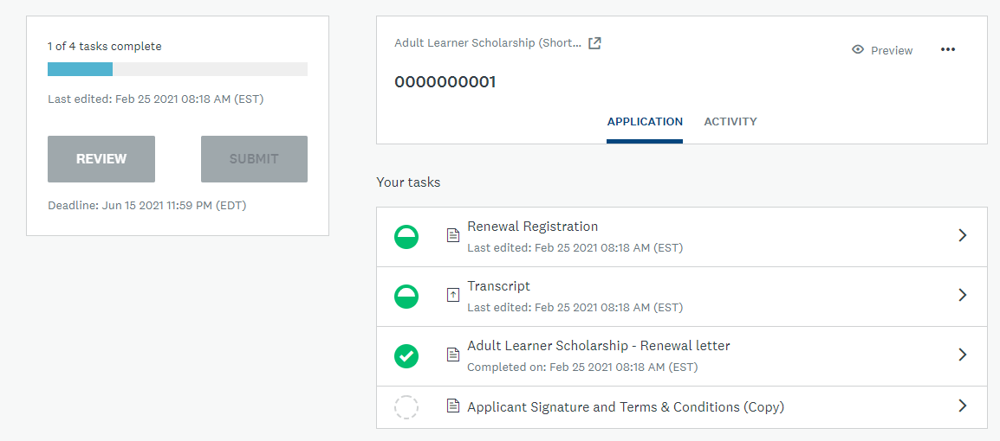 1 of 4 tasks complete
Last edited: Feb 25 2021 08:18 AM (EST)
REVIEW
SUBMIT
Deadline: Jun 15 2021 11:59 PM (EDT)
Adult Learner Scholarship (Short...
Preview
0000000001
APPLICATION
ACTIVITY
Your tasks
Renewal Registration
Last edited: Feb 25 2021 08:18 AM (EST)
Transcript
Last edited: Feb 25 2021 08:18 AM (EST)
Adult Learner Scholarship - Renewal letter
Completed on: Feb 25 2021 08:18 AM (EST)
Applicant Signature and Terms & Conditions (Copy)